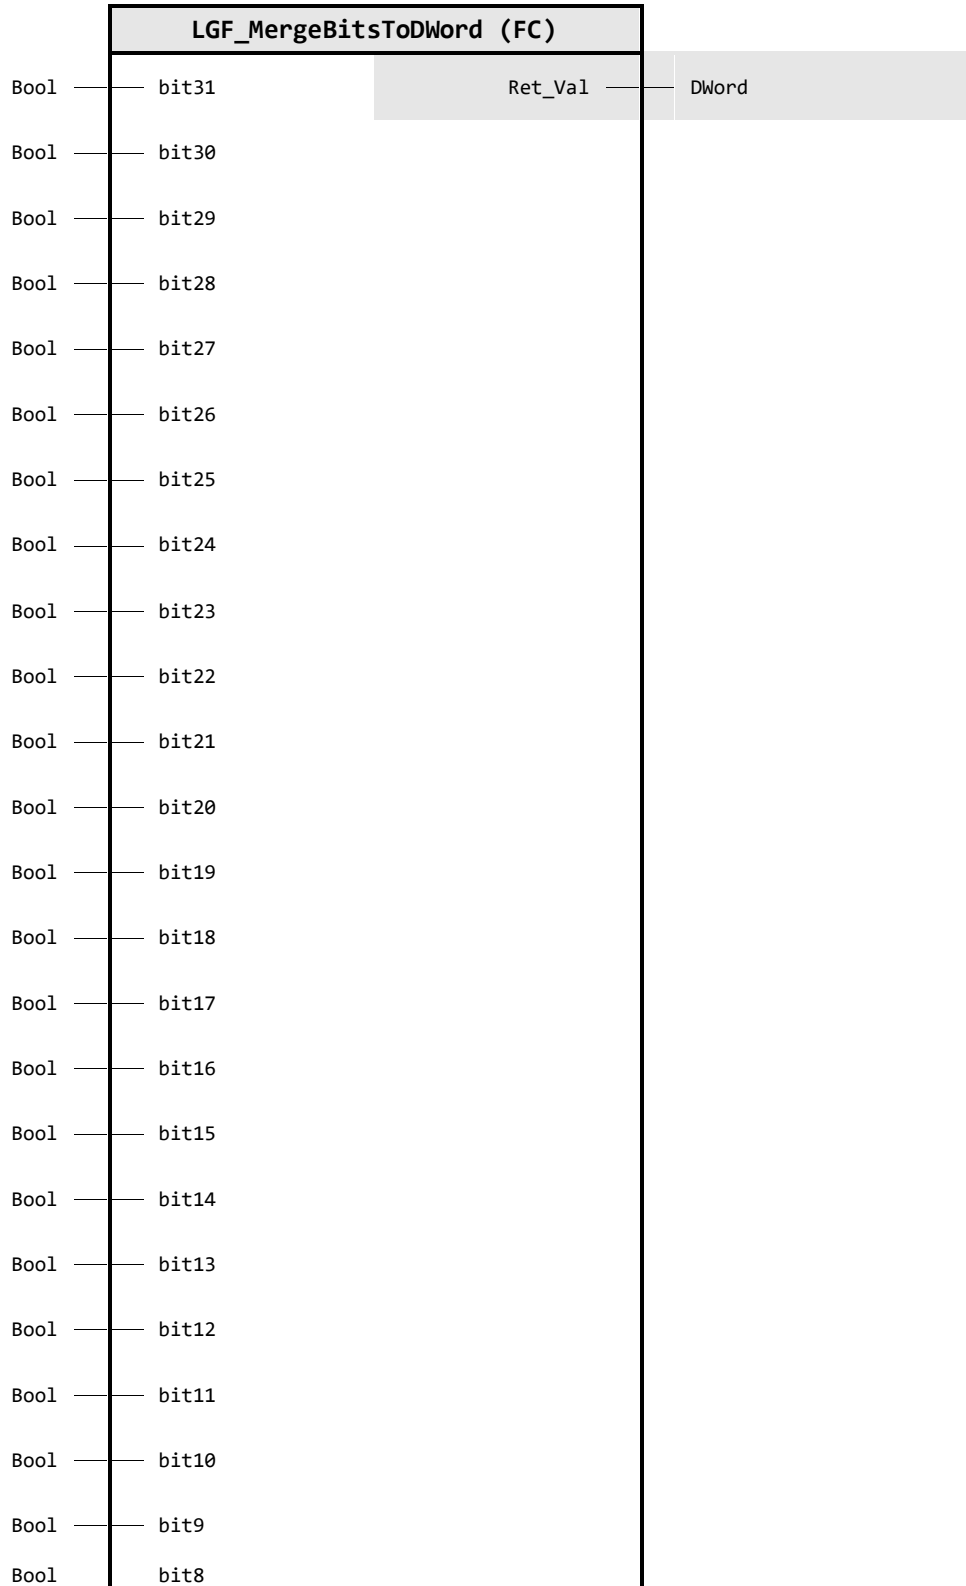 LGF_MergeBitsToDWord (FC)
Bool bit31 Ret_Val DWord
Bool bit30
Bool bit29
Bool bit28
Bool bit27
Bool bit26
Bool bit25
Bool bit24
Bool bit23
Bool bit22
Bool bit21
Bool bit20
Bool bit19
Bool bit18
Bool bit17
Bool bit16
Bool bit15
Bool bit14
Bool bit13
Bool bit12
Bool bit11
Bool bit10
Bool bit9
Bool bit8